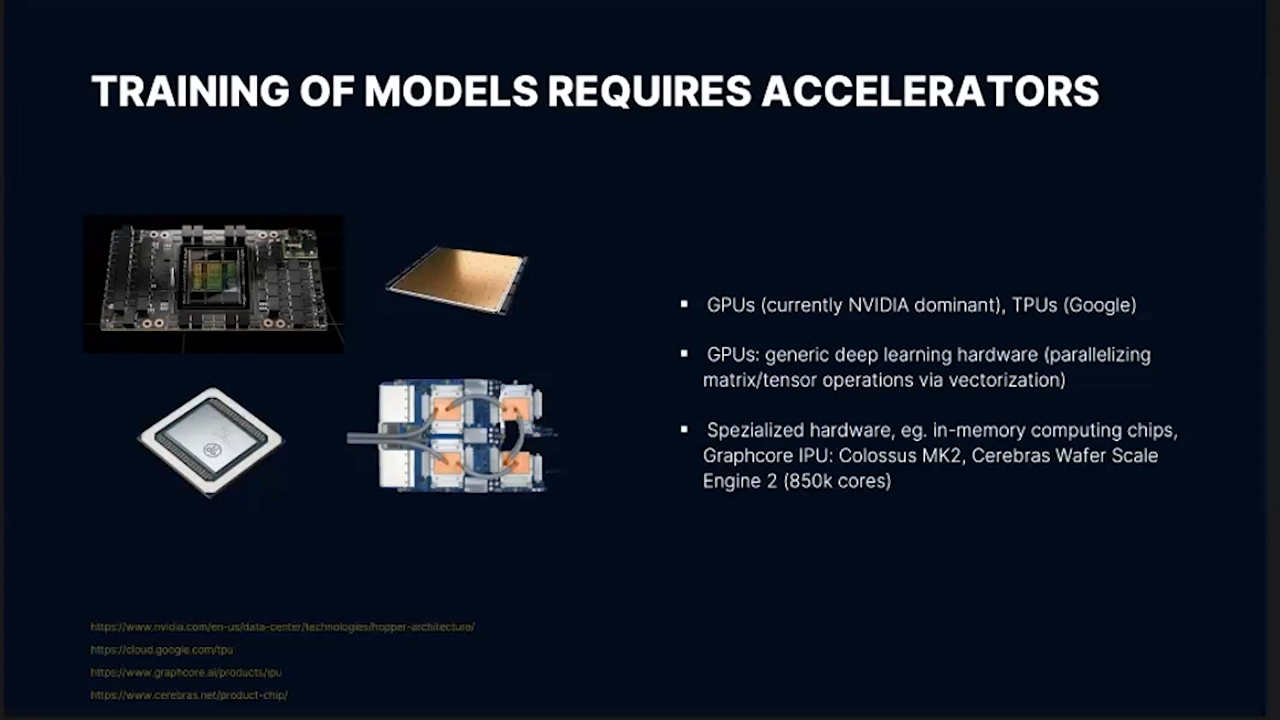 TRAINING OF MODELS REQUIRES ACCELERATORS
▪ GPUs (currently NVIDIA dominant), TPUs (Google)
▪ GPUs: generic deep learning hardware (parallelizing
matrix/tensor operations via vectorization)
▪ Spezialized hardware, eg. in-memory computing chips,
Graphcore IPU: Colossus MK2, Cerebras Wafer Scale
Engine 2 (850k cores)
https://www.nvidia.com/en-us/data-center/technologies/hopper-architecture/
https://cloud.google.com/tpu
https://www.graphcore.ai/products/ipu
https://www.cerebras.net/product-chip/